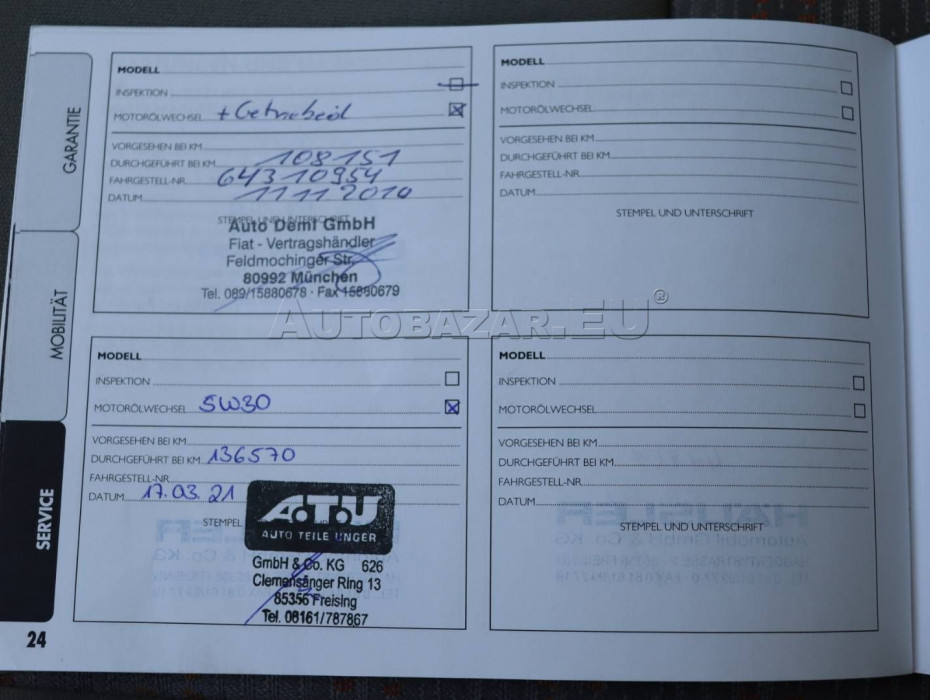 GARANTIE
MOBILITÄT
SERVICE
24
MODELL
INSPEKTION
MOTORÖLWECHSEL + Getriebeöl
VORGESEHEN BEI KM
DURCHGEFÜHRT BEI KM 108151
FAHRGESTELL-NR. 64310954
DATUM 11 11 2010
STEMPEL UND UNTERSCHRIFT
Auto Deml GmbH
Fiat - Vertragshändler
Feldmochinger Str.
80992 München
Tel. 089/15880678 · Fax 15880679
MODELL
INSPEKTION
MOTORÖLWECHSEL
VORGESEHEN BEI KM
DURCHGEFÜHRT BEI KM
FAHRGESTELL-NR.
DATUM
STEMPEL UND UNTERSCHRIFT
AUTOBAZAR.EU®
MODELL
INSPEKTION
MOTORÖLWECHSEL 5W30
VORGESEHEN BEI KM
DURCHGEFÜHRT BEI KM 136570
FAHRGESTELL-NR.
DATUM 17.03.21
STEMPEL
A.T.U
AUTO TEILE UNGER
GmbH & Co. KG 626
Clemensänger Ring 13
85356 Freising
Tel. 08161/787867
MODELL
INSPEKTION
MOTORÖLWECHSEL
VORGESEHEN BEI KM
DURCHGEFÜHRT BEI KM
FAHRGESTELL-NR.
DATUM
STEMPEL UND UNTERSCHRIFT